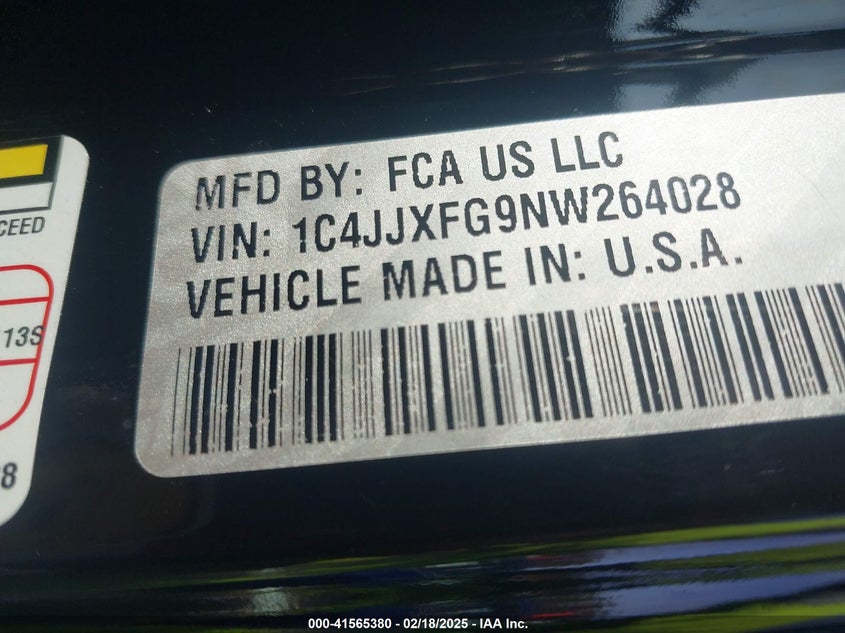 MFD BY: FCA US LLC
VIN: 1C4JJXFG9NW264028
VEHICLE MADE IN: U.S.A.
CEED
13S
8
000-41565380 - 02/18/2025 - IAA Inc.